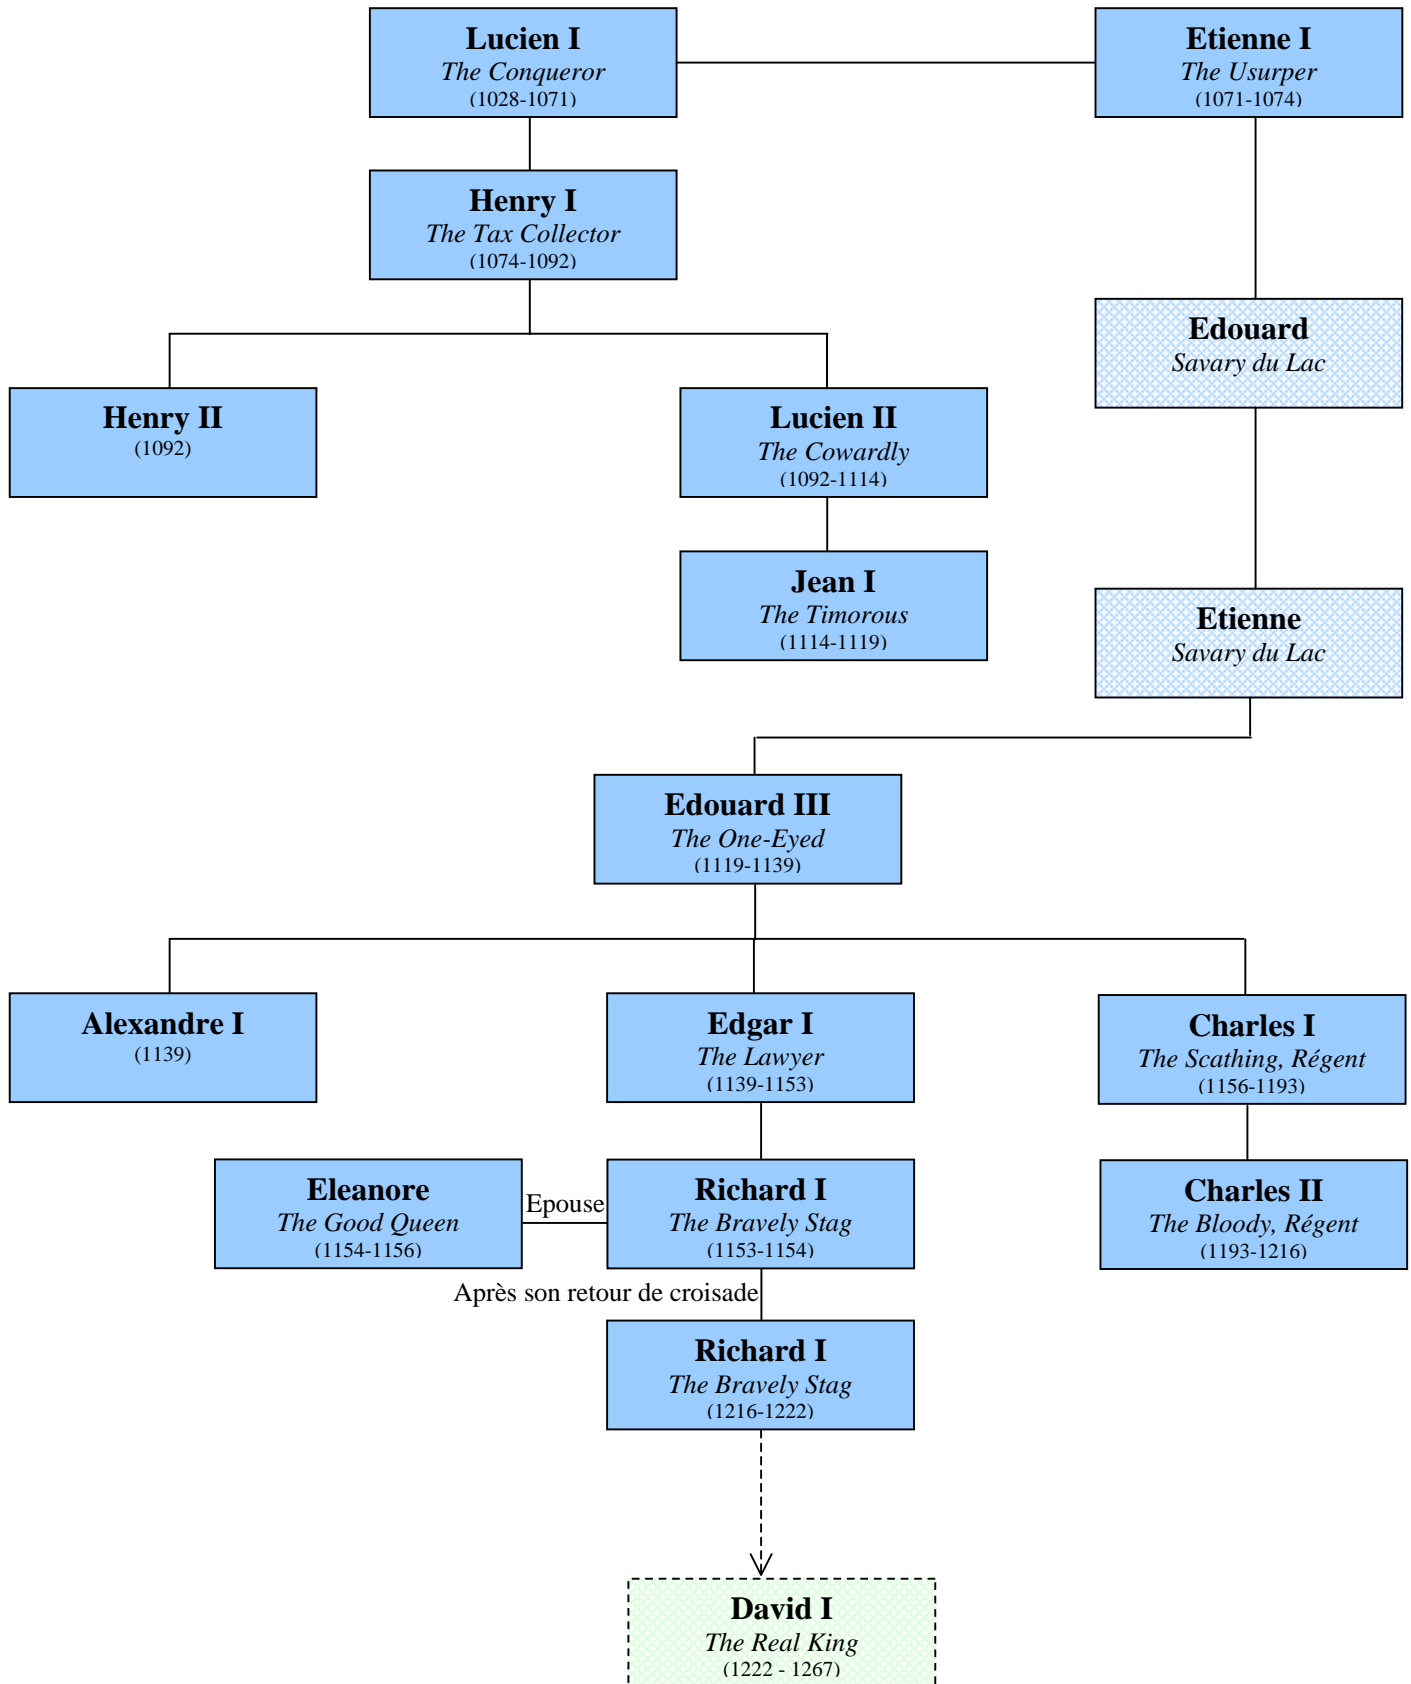 Lucien I
The Conqueror
(1028-1071)
Etienne I
The Usurper
(1071-1074)
Henry I
The Tax Collector
(1074-1092)
Edouard
Savary du Lac
Henry II
(1092)
Lucien II
The Cowardly
(1092-1114)
Jean I
The Timorous
(1114-1119)
Etienne
Savary du Lac
Edouard III
The One-Eyed
(1119-1139)
Alexandre I
(1139)
Edgar I
The Lawyer
(1139-1153)
Charles I
The Scathing, Régent
(1156-1193)
Eleanore
The Good Queen
(1154-1156)
Epouse
Richard I
The Bravely Stag
(1153-1154)
Charles II
The Bloody, Régent
(1193-1216)
Après son retour de croisade
Richard I
The Bravely Stag
(1216-1222)
David I
The Real King
(1222 - 1267)